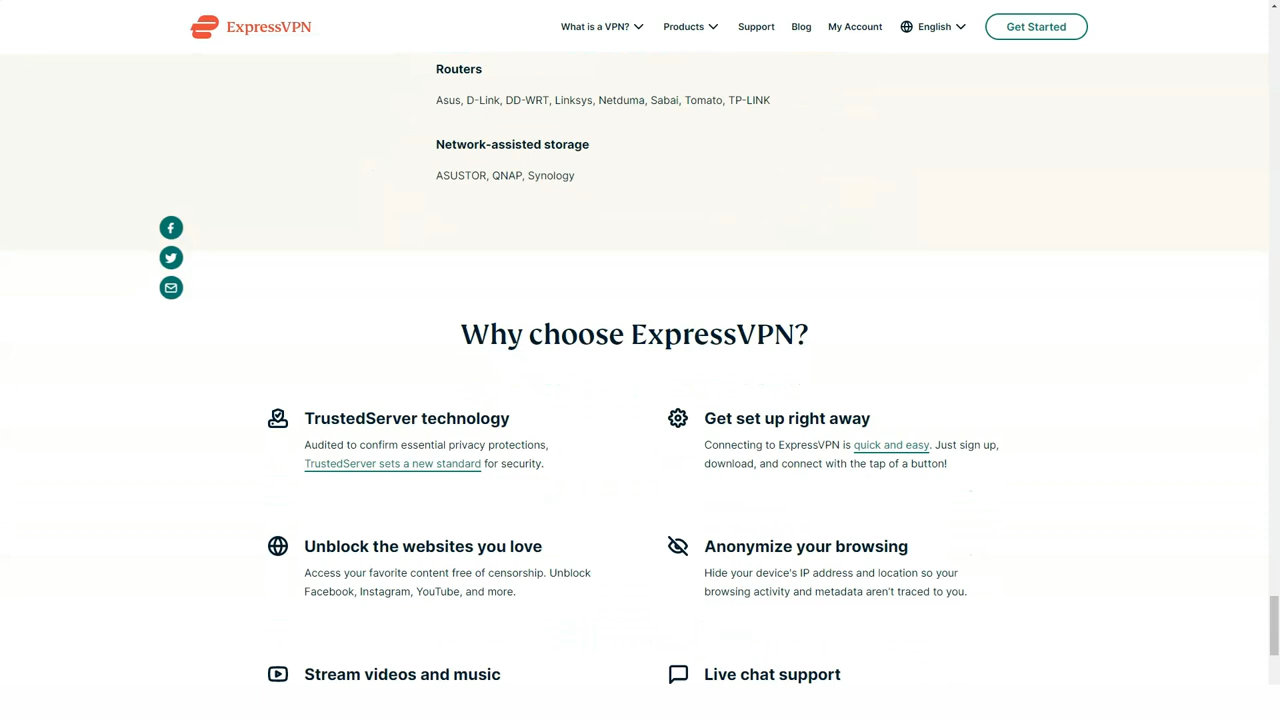 ExpressVPN
What is a VPN?
Products
Support
Blog
My Account
English
Get Started
Routers
Asus, D-Link, DD-WRT, Linksys, Netduma, Sabai, Tomato, TP-LINK
Network-assisted storage
ASUSTOR, QNAP, Synology
Why choose ExpressVPN?
TrustedServer technology
Audited to confirm essential privacy protections,
TrustedServer sets a new standard for security.
Get set up right away
Connecting to ExpressVPN is quick and easy. Just sign up,
download, and connect with the tap of a button!
Unblock the websites you love
Access your favorite content free of censorship. Unblock
Facebook, Instagram, YouTube, and more.
Anonymize your browsing
Hide your device's IP address and location so your
browsing activity and metadata aren't traced to you.
Stream videos and music
Live chat support